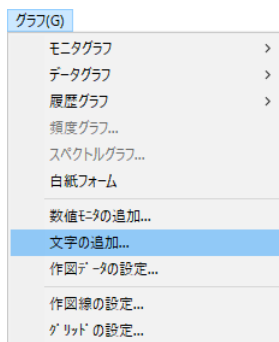 グラフ(G)
モニタグラフ >
データグラフ >
履歴グラフ >
頻度グラフ...
スペクトルグラフ...
白紙フォーム
数値ﾓﾆﾀの追加...
文字の追加...
作図ﾃﾞｰﾀの設定...
作図線の設定...
ｸﾞﾘｯﾄﾞの設定...